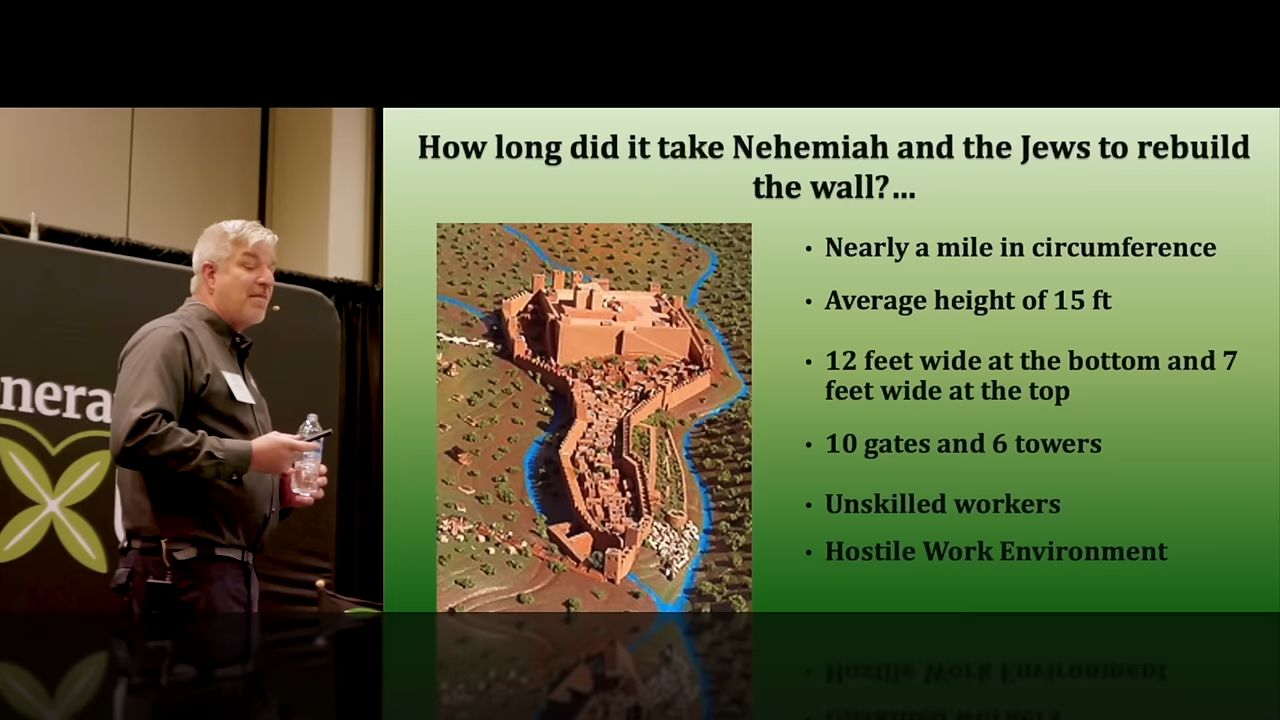 How long did it take Nehemiah and the Jews to rebuild
the wall?...
• Nearly a mile in circumference
• Average height of 15 ft
• 12 feet wide at the bottom and 7
feet wide at the top
• 10 gates and 6 towers
• Unskilled workers
• Hostile Work Environment
nera